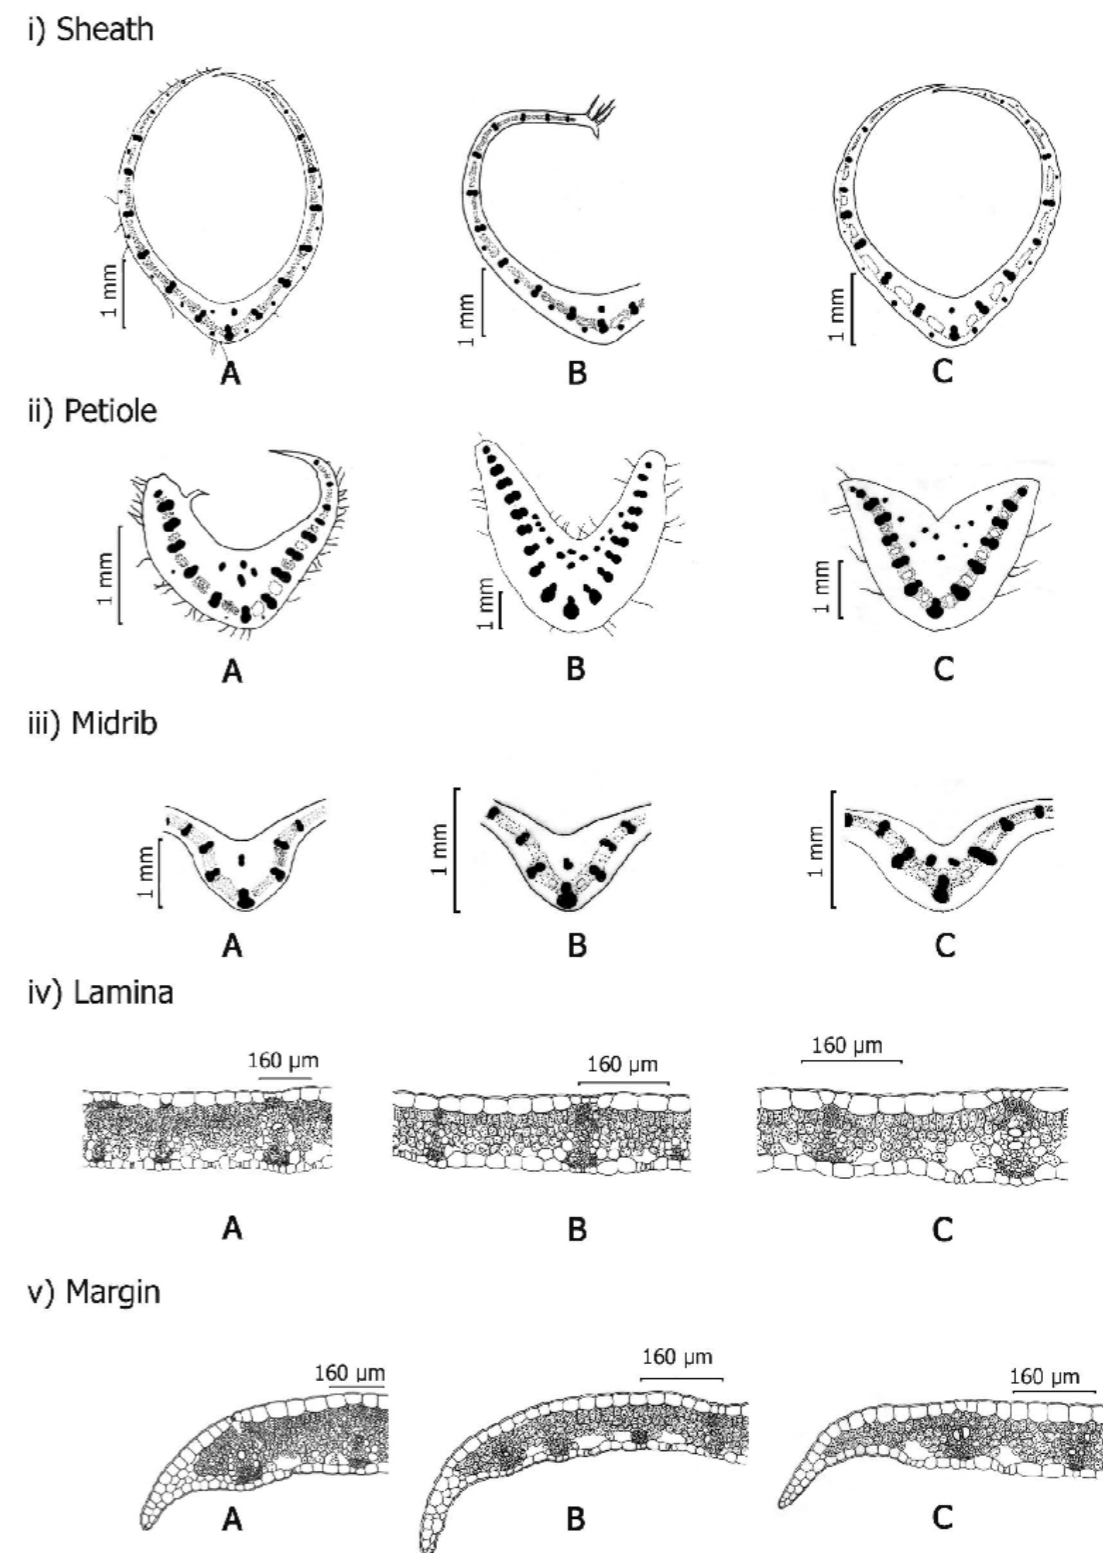 i) Sheath
1 mm
1 mm
1 mm
A
B
C
ii) Petiole
1 mm
1 mm
1 mm
A
B
C
iii) Midrib
1 mm
1 mm
1 mm
A
B
C
iv) Lamina
160 µm
160 µm
160 µm
A
B
C
v) Margin
160 µm
160 µm
160 µm
A
B
C